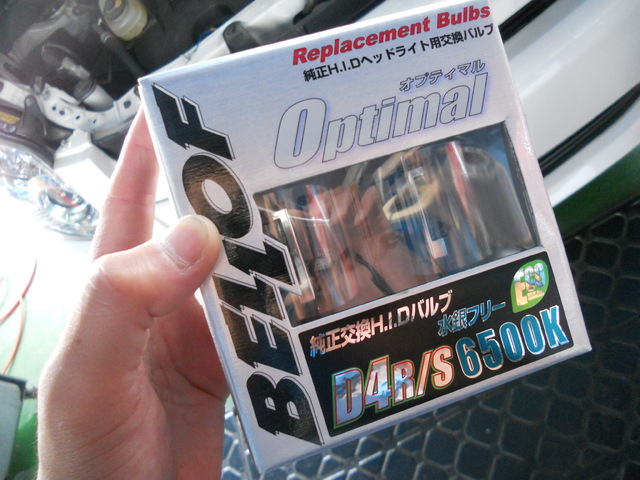 Replacement Bulbs
純正H.I.Dヘッドライト用交換バルブ
オプティマル
Optimal
BELLOF
純正交換H.I.Dバルブ
水銀フリー
ECO
D4R/S 6500K